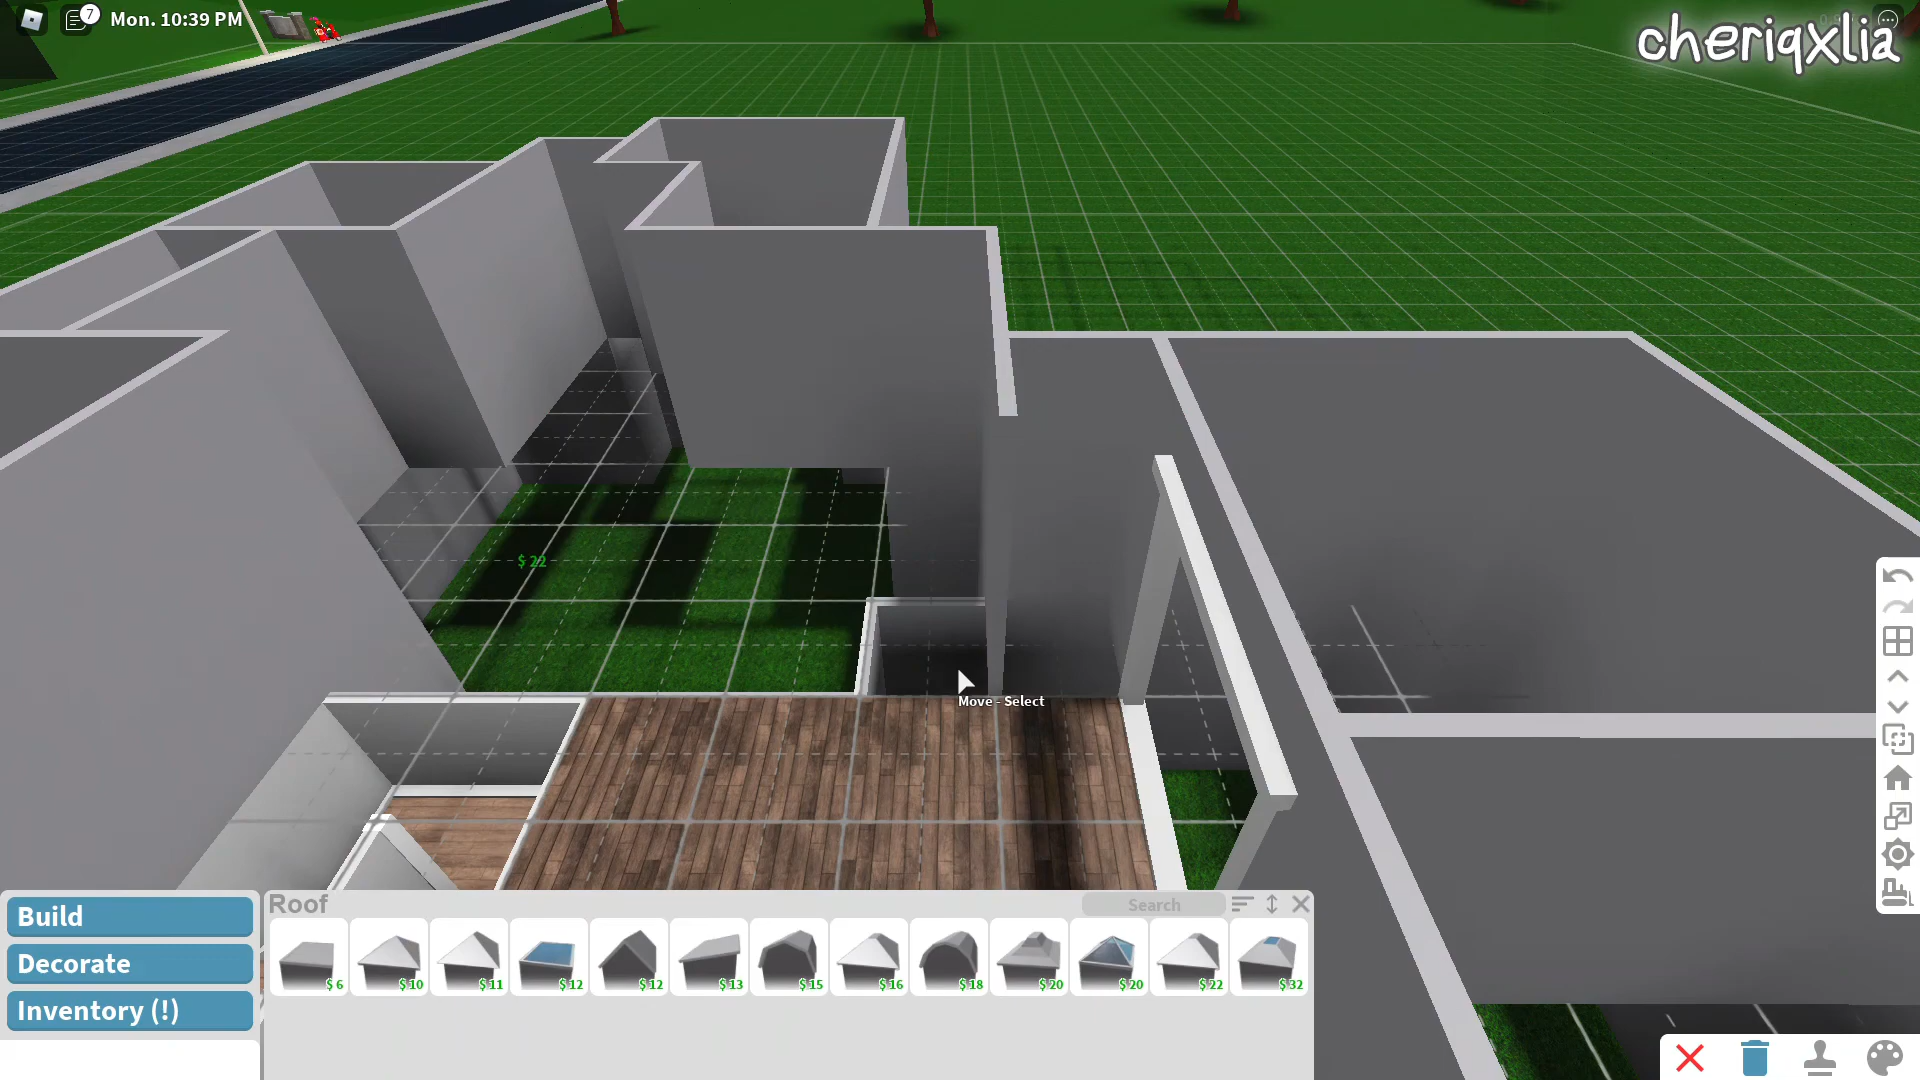 7
Mon. 10:39 PM
cheriqxlia
$ 22
Move - Select
Build
Decorate
Inventory (!)
Roof
Search
$ 6
$ 10
$ 11
$ 12
$ 12
$ 13
$ 15
$ 16
$ 18
$ 20
$ 20
$ 22
$ 32